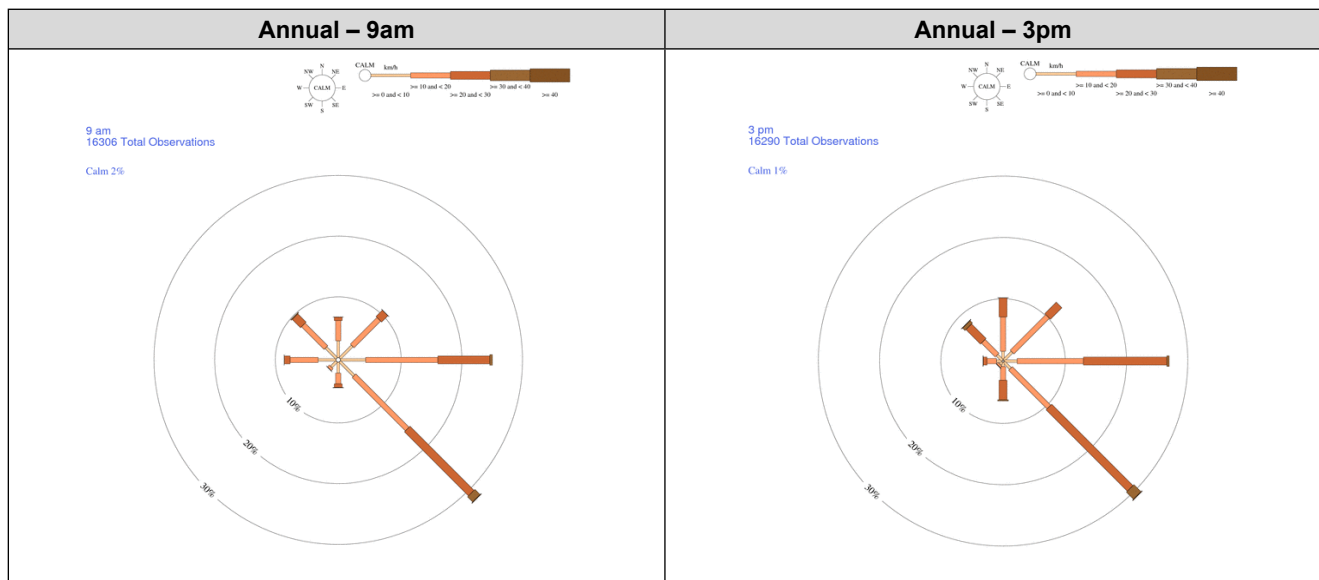 Annual – 9am
Annual – 3pm
N
NW
NE
W
CALM
E
SW
SE
S
CALM
km/h
>= 10 and < 20
>= 30 and < 40
>= 0 and < 10
>= 20 and < 30
>= 40
9 am
16306 Total Observations
Calm 2%
10%
20%
30%
N
NW
NE
W
CALM
E
SW
SE
S
CALM
km/h
>= 10 and < 20
>= 30 and < 40
>= 0 and < 10
>= 20 and < 30
>= 40
3 pm
16290 Total Observations
Calm 1%
10%
20%
30%